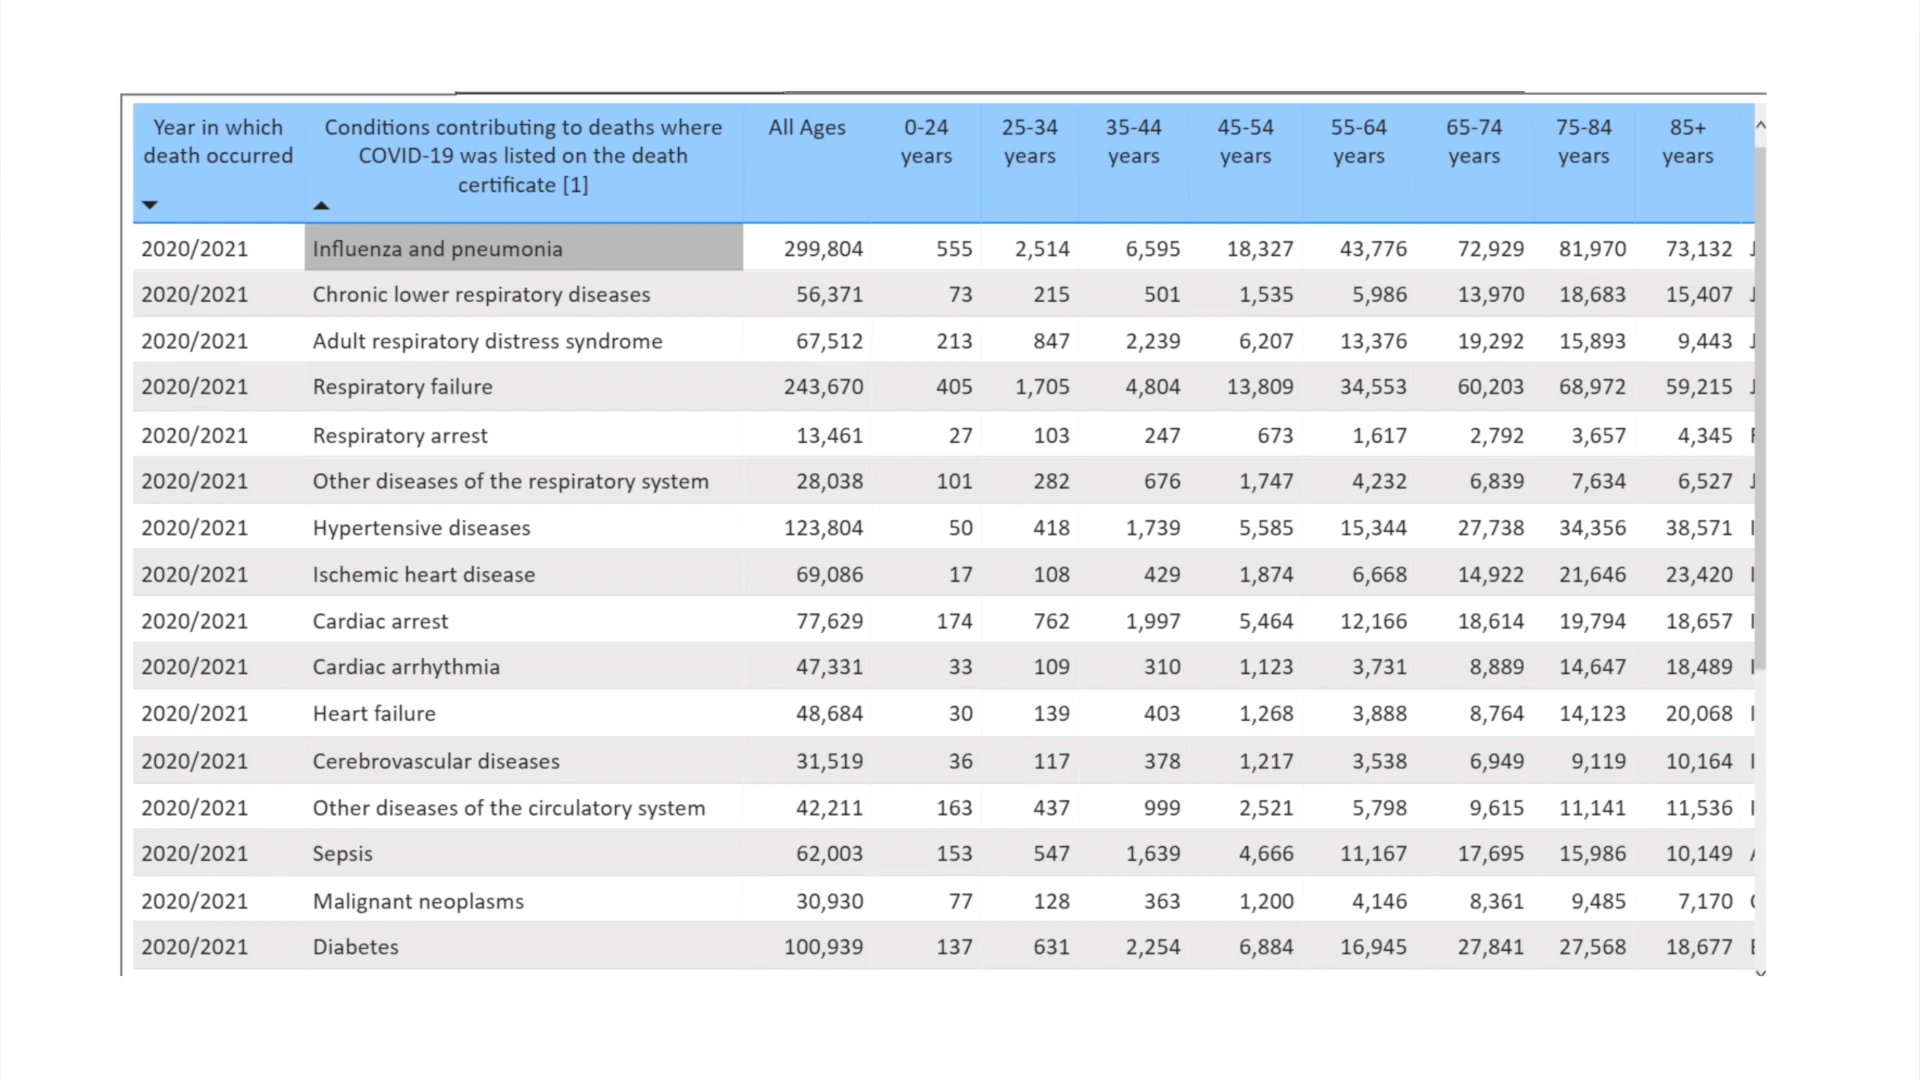 Year in which death occurred Conditions contributing to deaths where COVID-19 was listed on the death certificate [1] All Ages 0-24 years 25-34 years 35-44 years 45-54 years 55-64 years 65-74 years 75-84 years 85+ years
2020/2021 Influenza and pneumonia 299,804 555 2,514 6,595 18,327 43,776 72,929 81,970 73,132
2020/2021 Chronic lower respiratory diseases 56,371 73 215 501 1,535 5,986 13,970 18,683 15,407
2020/2021 Adult respiratory distress syndrome 67,512 213 847 2,239 6,207 13,376 19,292 15,893 9,443
2020/2021 Respiratory failure 243,670 405 1,705 4,804 13,809 34,553 60,203 68,972 59,215
2020/2021 Respiratory arrest 13,461 27 103 247 673 1,617 2,792 3,657 4,345
2020/2021 Other diseases of the respiratory system 28,038 101 282 676 1,747 4,232 6,839 7,634 6,527
2020/2021 Hypertensive diseases 123,804 50 418 1,739 5,585 15,344 27,738 34,356 38,571
2020/2021 Ischemic heart disease 69,086 17 108 429 1,874 6,668 14,922 21,646 23,420
2020/2021 Cardiac arrest 77,629 174 762 1,997 5,464 12,166 18,614 19,794 18,657
2020/2021 Cardiac arrhythmia 47,331 33 109 310 1,123 3,731 8,889 14,647 18,489
2020/2021 Heart failure 48,684 30 139 403 1,268 3,888 8,764 14,123 20,068
2020/2021 Cerebrovascular diseases 31,519 36 117 378 1,217 3,538 6,949 9,119 10,164
2020/2021 Other diseases of the circulatory system 42,211 163 437 999 2,521 5,798 9,615 11,141 11,536
2020/2021 Sepsis 62,003 153 547 1,639 4,666 11,167 17,695 15,986 10,149
2020/2021 Malignant neoplasms 30,930 77 128 363 1,200 4,146 8,361 9,485 7,170
2020/2021 Diabetes 100,939 137 631 2,254 6,884 16,945 27,841 27,568 18,677